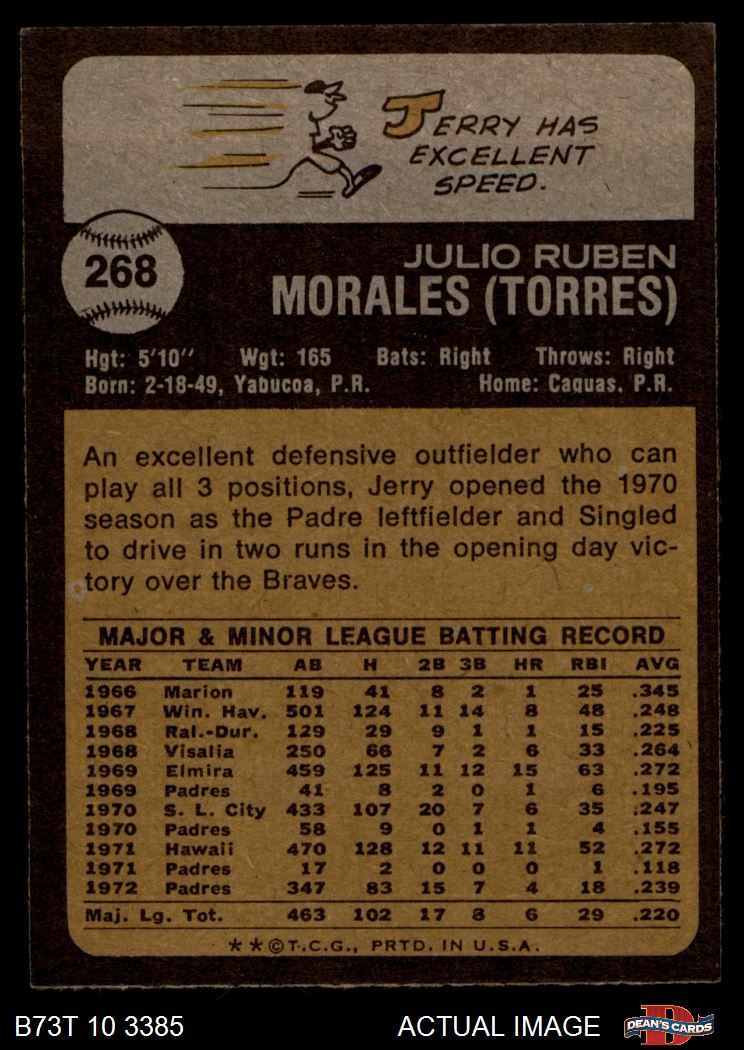 JERRY HAS
EXCELLENT
SPEED.
268
JULIO RUBEN
MORALES (TORRES)
Hgt: 5'10" Wgt: 165 Bats: Right Throws: Right
Born: 2-18-49, Yabucoa, P.R. Home: Caguas, P.R.
An excellent defensive outfielder who can
play all 3 positions, Jerry opened the 1970
season as the Padre leftfielder and Singled
to drive in two runs in the opening day vic-
tory over the Braves.
MAJOR & MINOR LEAGUE BATTING RECORD
YEAR TEAM AB H 2B 3B HR RBI AVG
1966 Marion 119 41 8 2 1 25 .345
1967 Win. Hav. 501 124 11 14 8 48 .248
1968 Ral.-Dur. 129 29 9 1 1 15 .225
1968 Visalia 250 66 7 2 6 33 .264
1969 Elmira 459 125 11 12 15 63 .272
1969 Padres 41 8 2 0 1 6 .195
1970 S. L. City 433 107 20 7 6 35 .247
1970 Padres 58 9 0 1 1 4 .155
1971 Hawaii 470 128 12 11 11 52 .272
1971 Padres 17 2 0 0 0 1 .118
1972 Padres 347 83 15 7 4 18 .239
Maj. Lg. Tot. 463 102 17 8 6 29 .220
**©T.C.G., PRTD. IN U.S.A.
B73T 10 3385 ACTUAL IMAGE DEAN'S CARDS